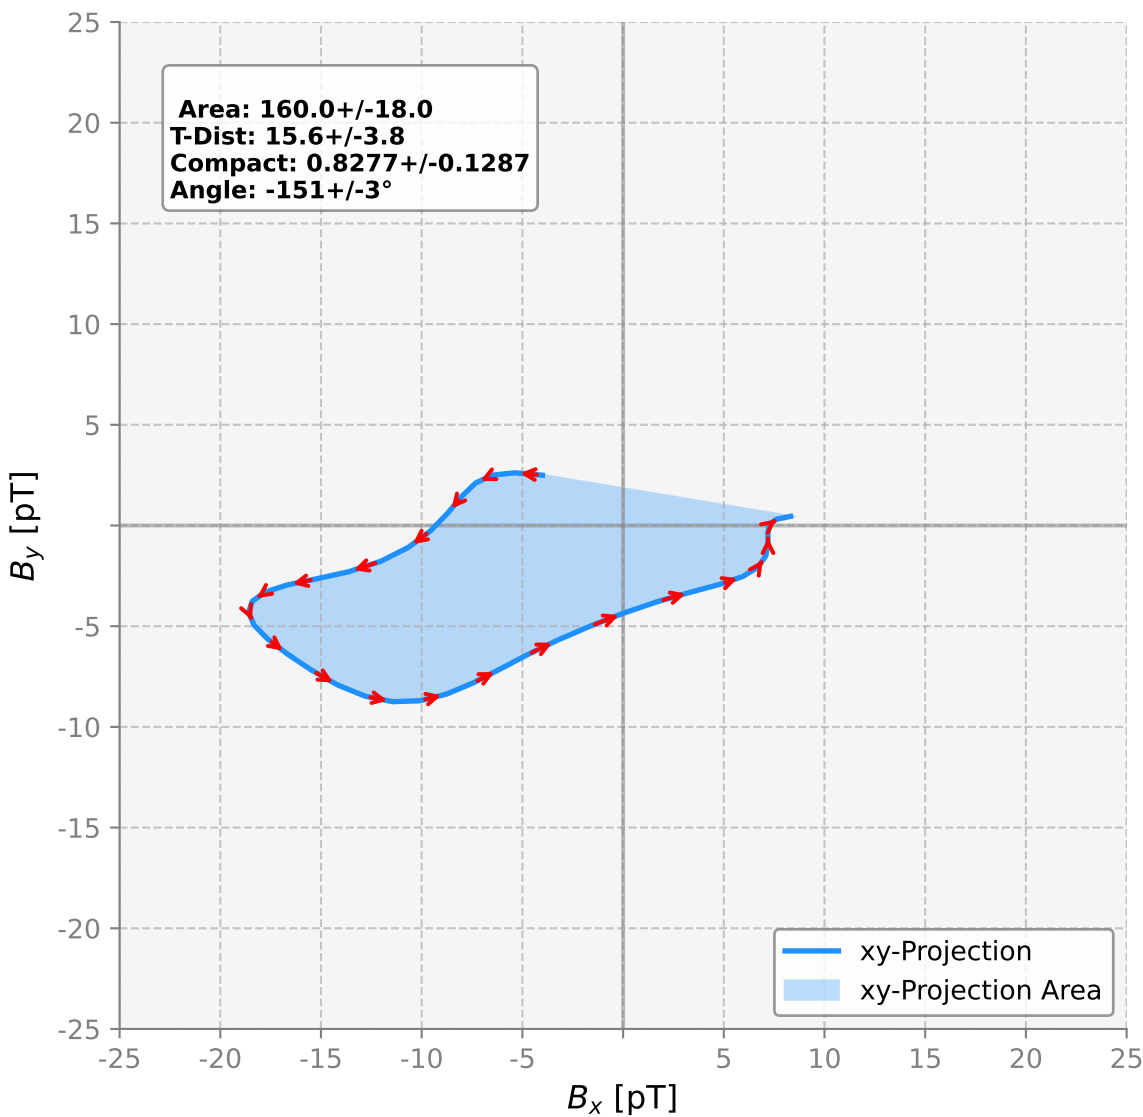 25
20
15
10
5
-5
-10
-15
-20
-25
Area: 160.0+/-18.0
T-Dist: 15.6+/-3.8
Compact: 0.8277+/-0.1287
Angle: -151+/-3°
xy-Projection
xy-Projection Area
-25 -20 -15 -10 -5 5 10 15 20 25
Bx [pT]
By [pT]